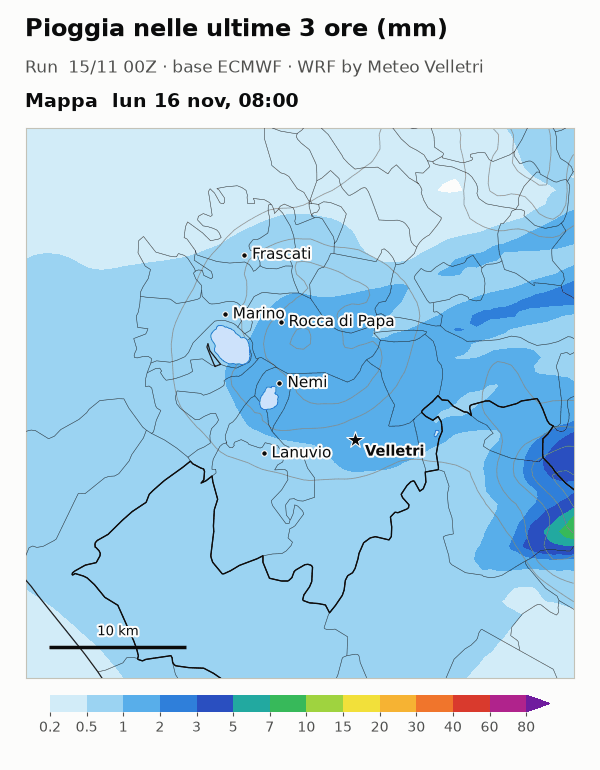 Pioggia nelle ultime 3 ore (mm)
Run  15/11 00Z · base ECMWF · WRF by Meteo Velletri
Mappa  lun 16 nov, 08:00
Frascati
Marino
Rocca di Papa
Nemi
Velletri
Lanuvio
10 km
0.2 0.5 1 2 3 5 7 10 15 20 30 40 60 80